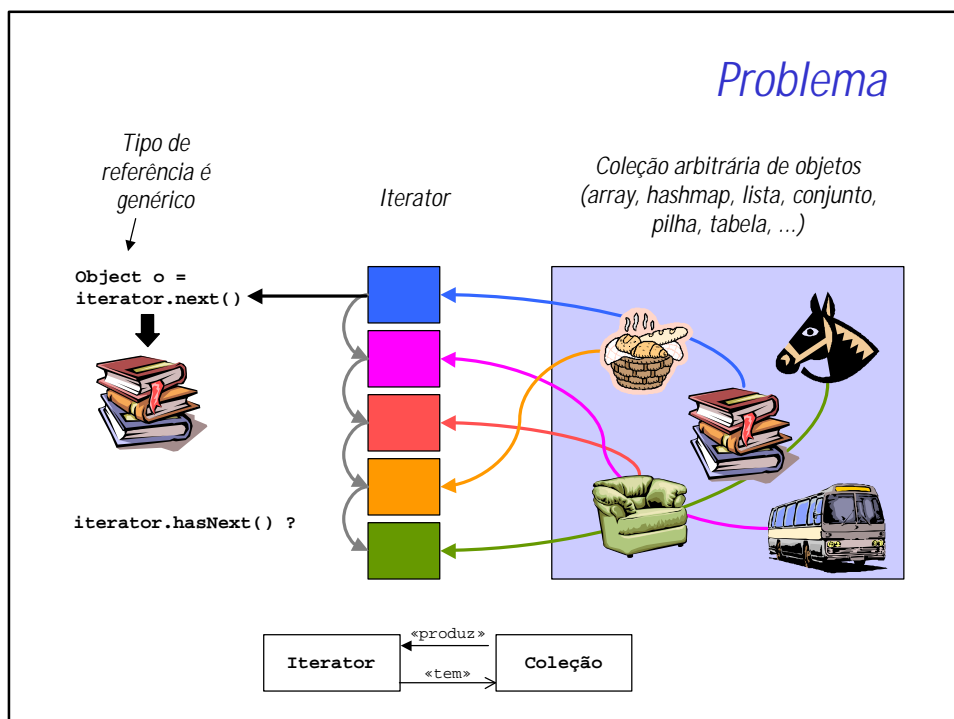 Problema
Tipo de
referência é
genérico
Iterator
Coleção arbitrária de objetos
(array, hashmap, lista, conjunto,
pilha, tabela, ...)
Object o =
iterator.next()
iterator.hasNext() ?
«produz»
Iterator
Coleção
«tem»